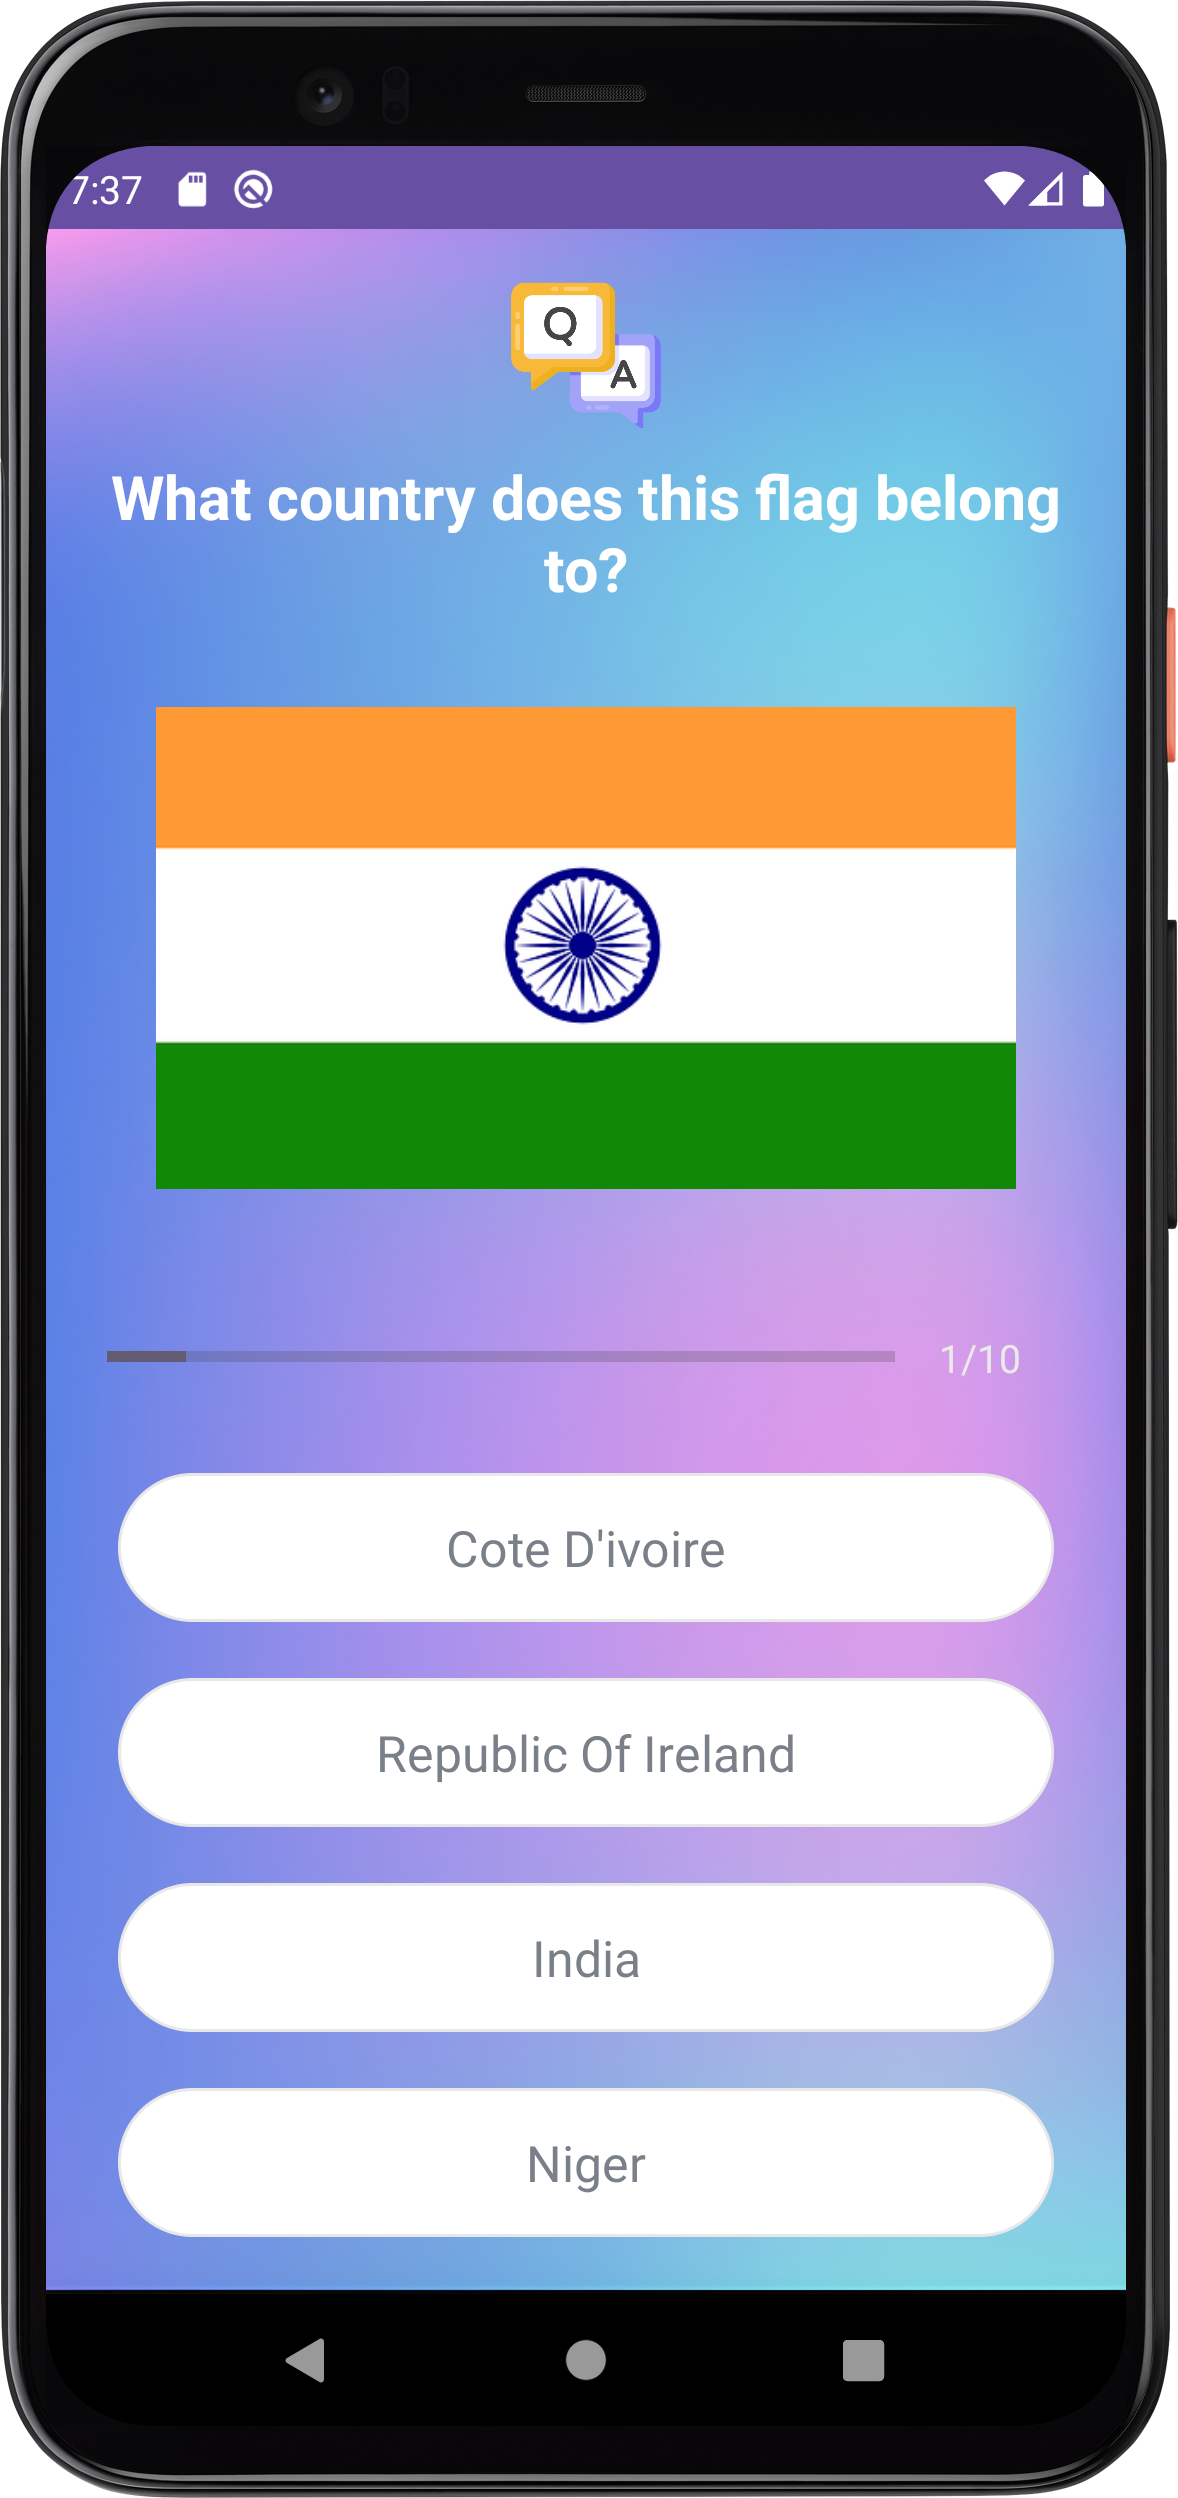 7:37
Q
A
What country does this flag belong
to?
1/10
Cote D'ivoire
Republic Of Ireland
India
Niger